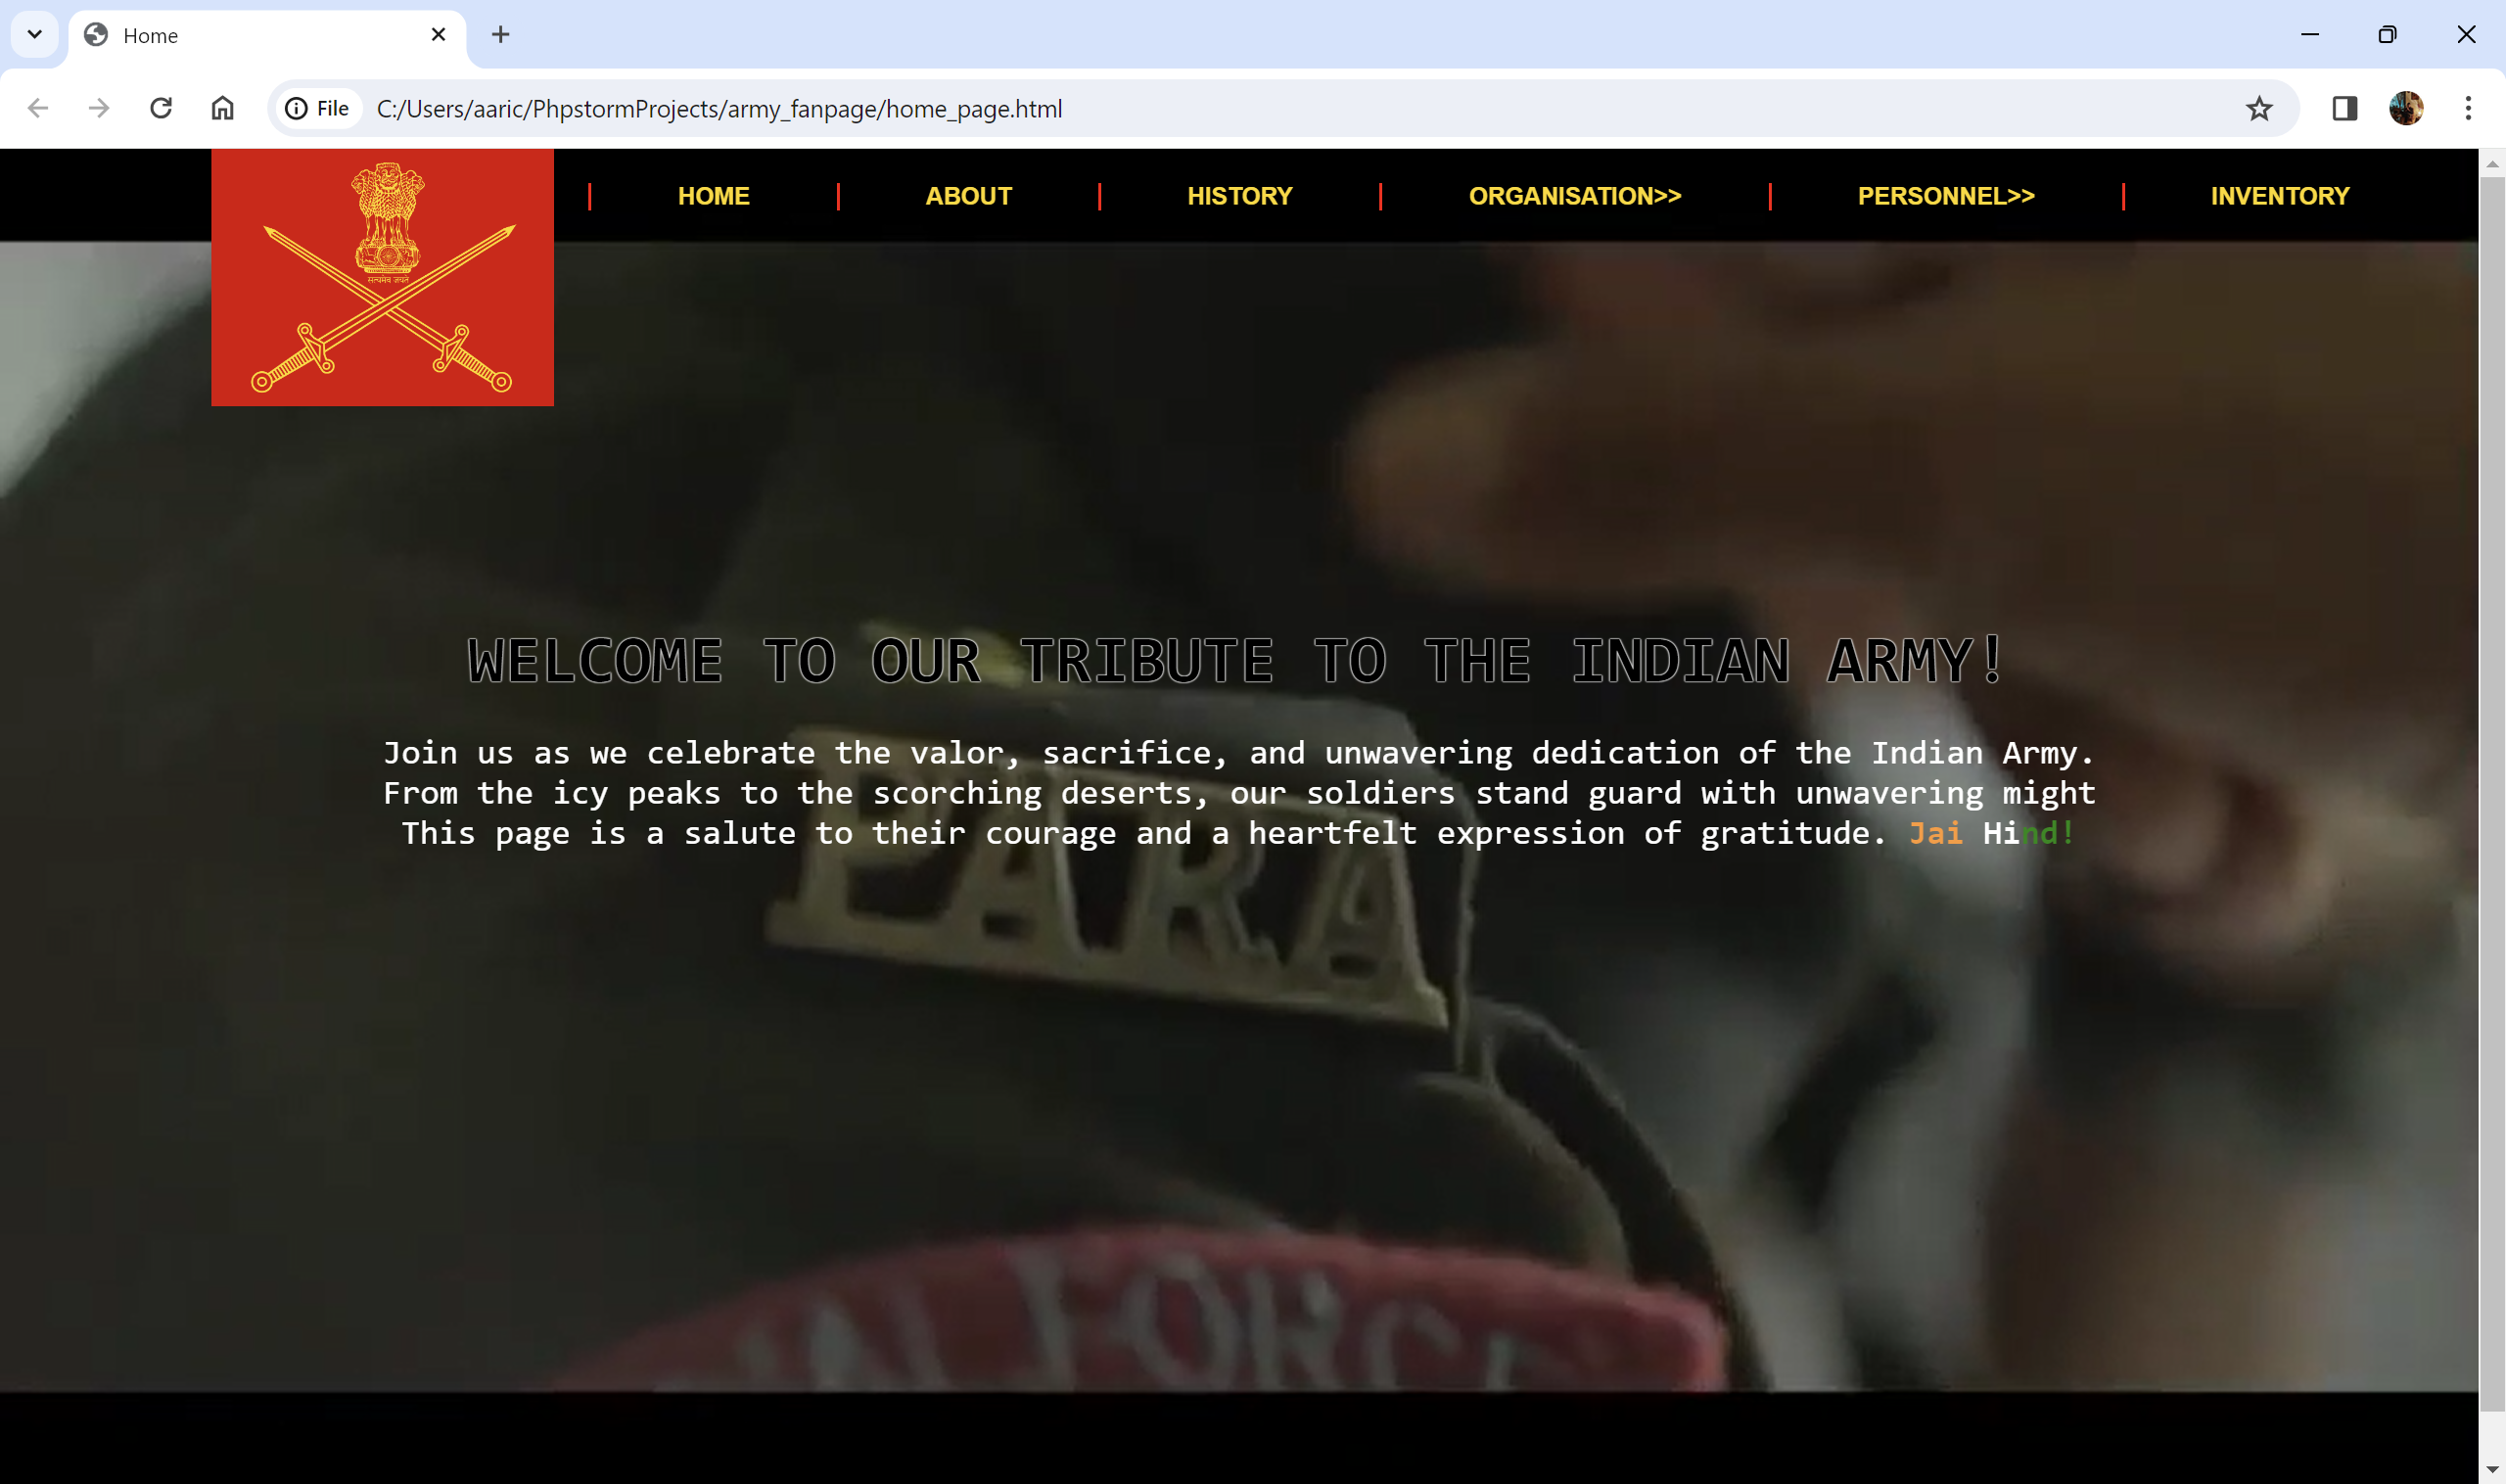 Home
File C:/Users/aaric/PhpstormProjects/army_fanpage/home_page.html
सत्यमेव जयते
| HOME | ABOUT | HISTORY | ORGANISATION>> | PERSONNEL>> | INVENTORY
WELCOME TO OUR TRIBUTE TO THE INDIAN ARMY!
Join us as we celebrate the valor, sacrifice, and unwavering dedication of the Indian Army.
From the icy peaks to the scorching deserts, our soldiers stand guard with unwavering might
This page is a salute to their courage and a heartfelt expression of gratitude. Jai Hind!
PARA